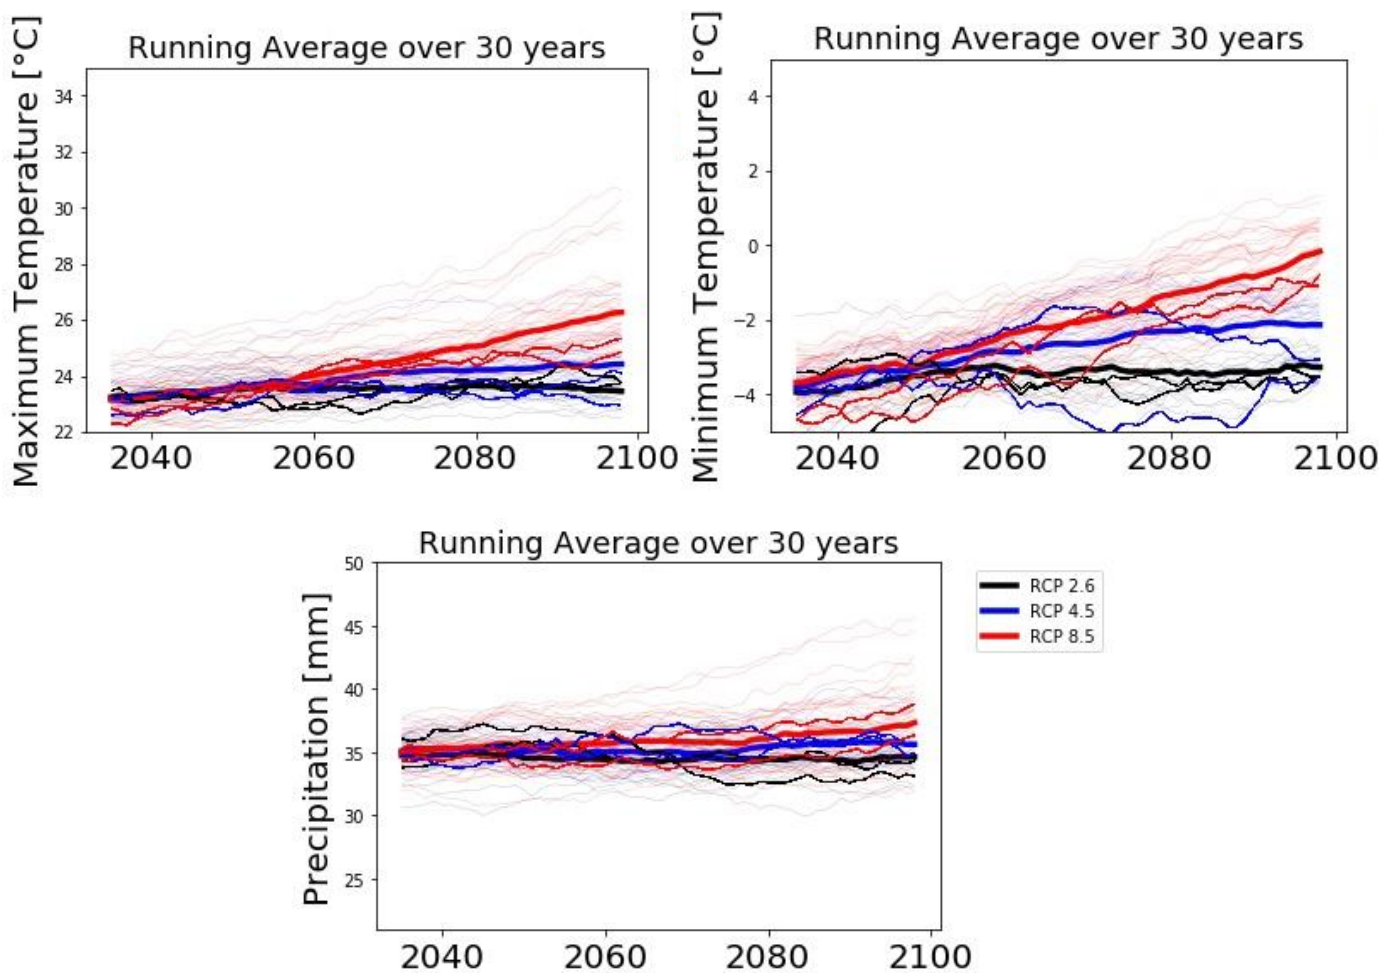 Running Average over 30 years
Maximum Temperature [°C]
34
32
30
28
26
24
22
2040 2060 2080 2100
Running Average over 30 years
Minimum Temperature [°C]
4
2
0
−2
−4
2040 2060 2080 2100
Running Average over 30 years
Precipitation [mm]
50
45
40
35
30
25
2040 2060 2080 2100
RCP 2.6
RCP 4.5
RCP 8.5